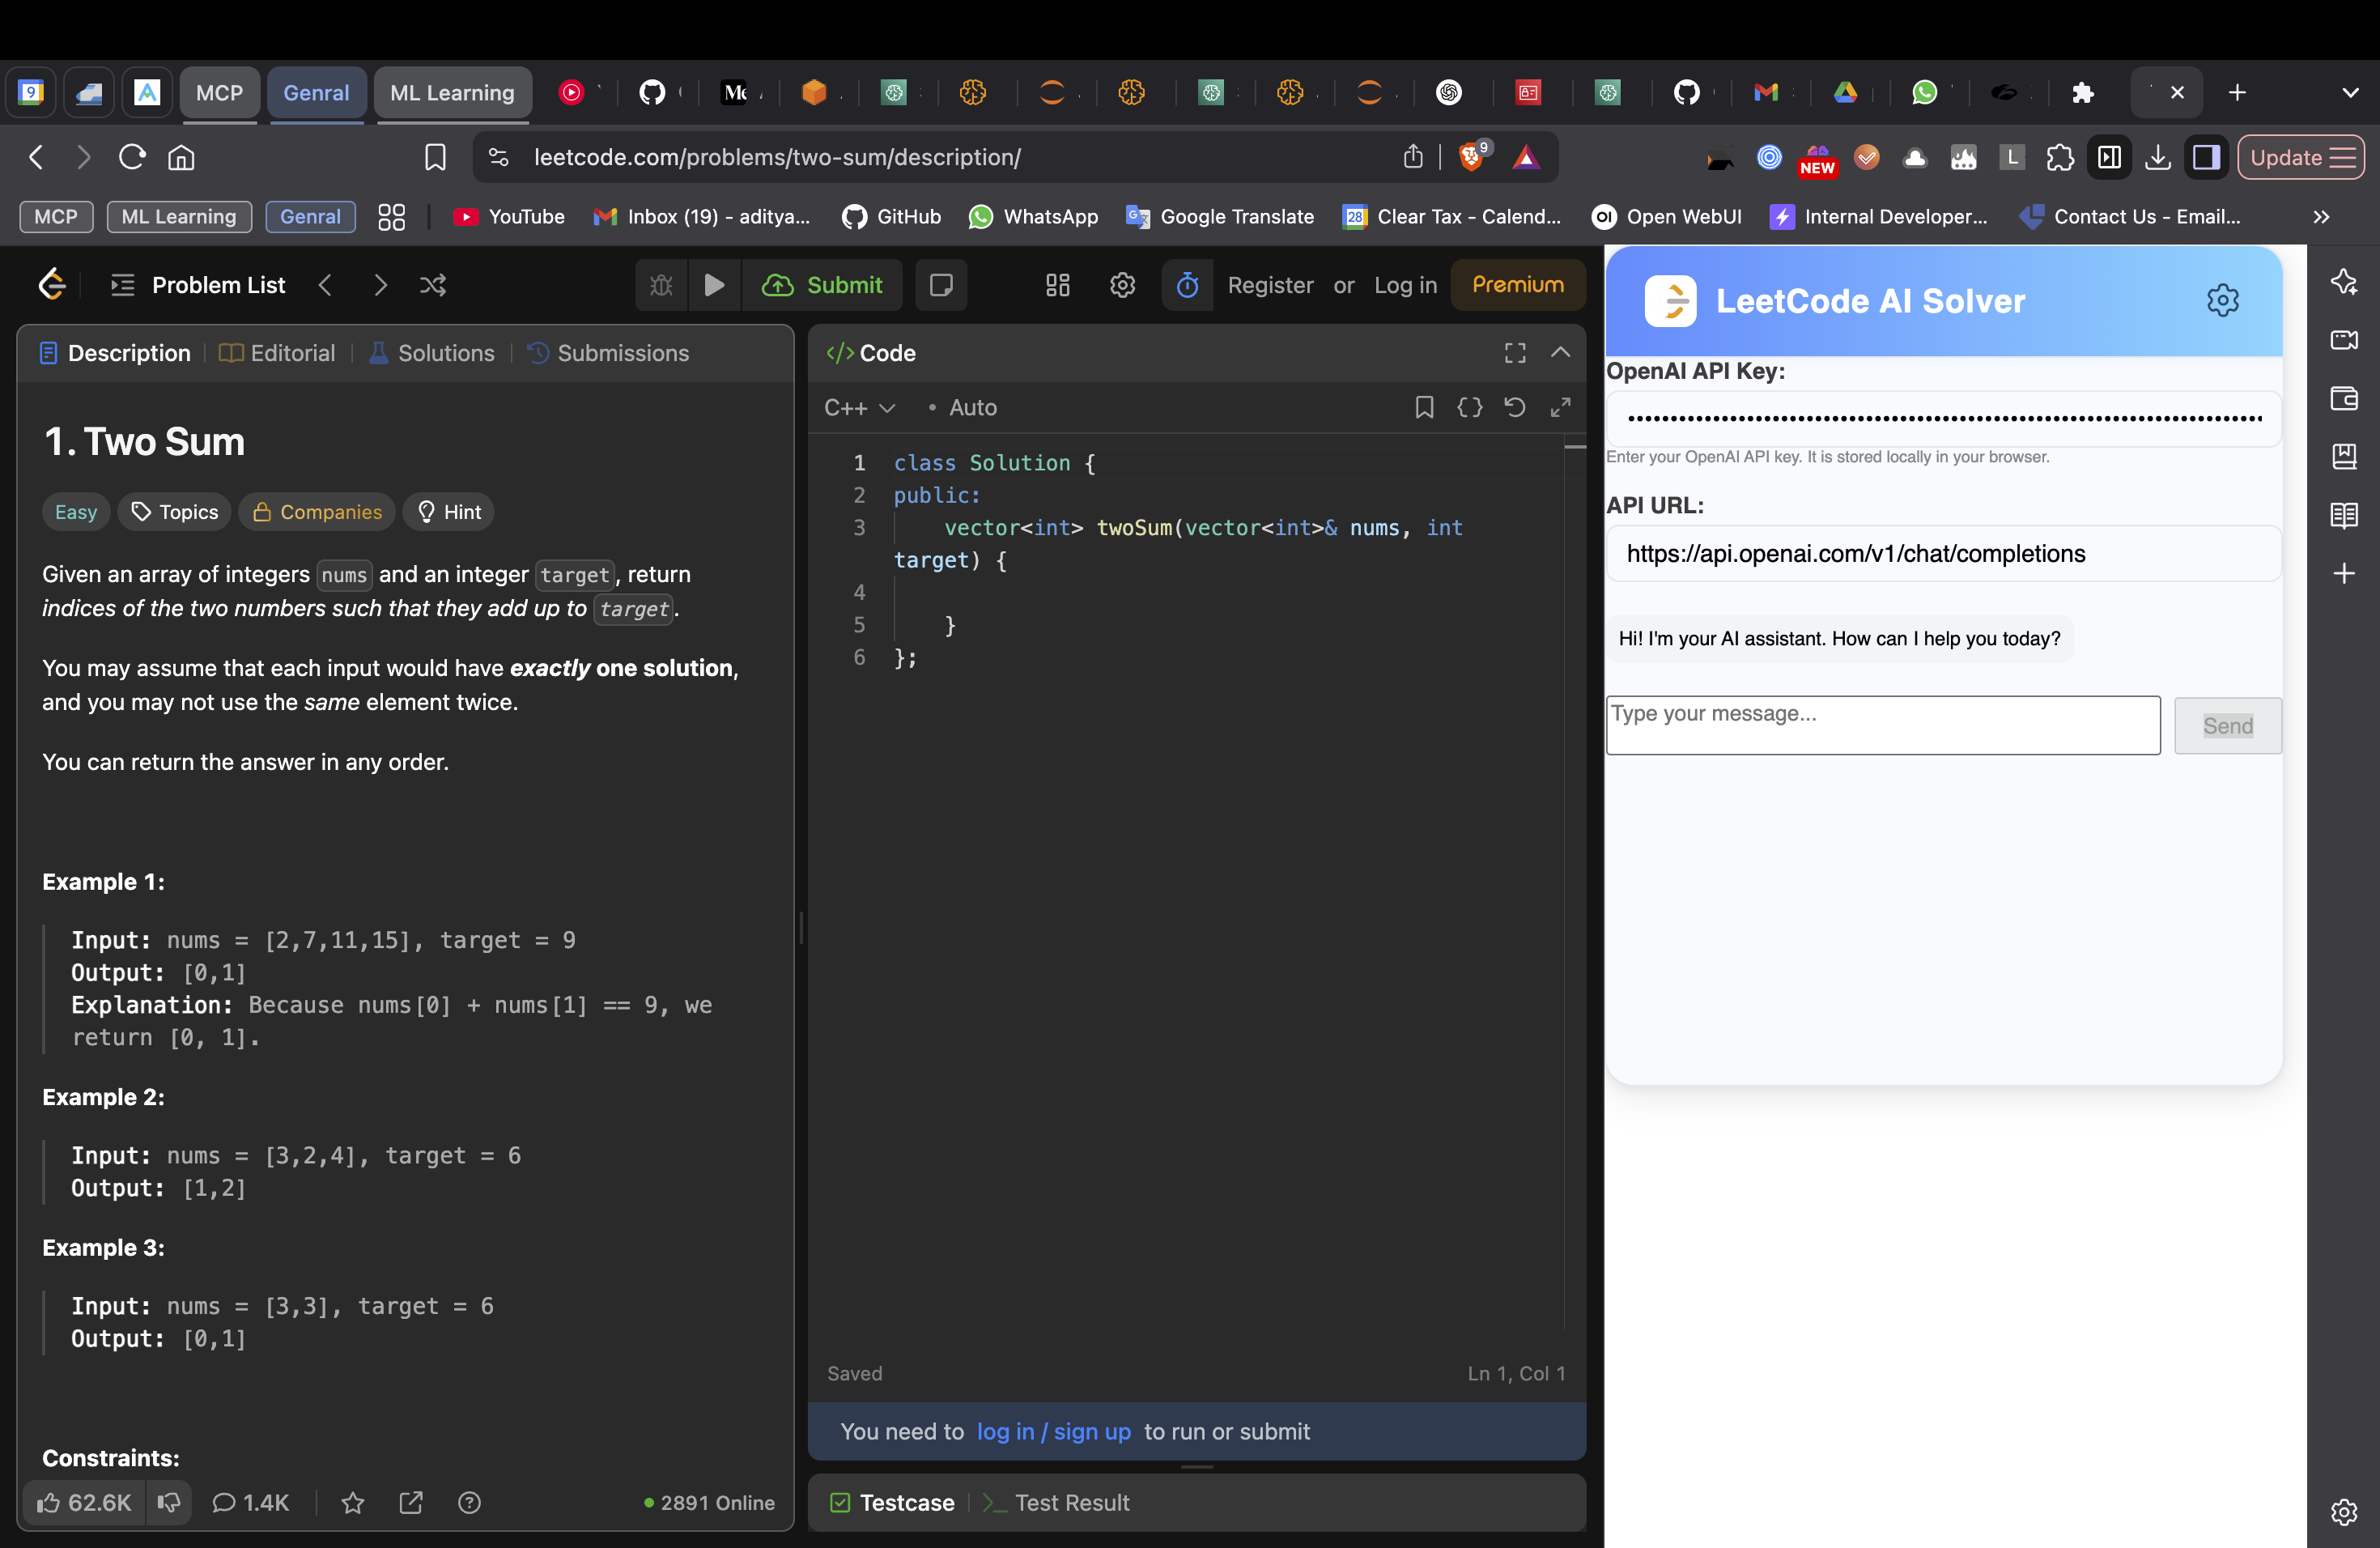 9
MCP
Genral
ML Learning
Me
leetcode.com/problems/two-sum/description/
9
NEW
L
Update
MCP
ML Learning
Genral
YouTube
Inbox (19) - aditya...
GitHub
WhatsApp
Google Translate
28
Clear Tax - Calend...
OI
Open WebUI
Internal Developer...
Contact Us - Email...
Problem List
Submit
Register or Log in
Premium
Description
Editorial
Solutions
Submissions
1. Two Sum
Easy
Topics
Companies
Hint
Given an array of integers nums and an integer target, return
indices of the two numbers such that they add up to target.
You may assume that each input would have exactly one solution,
and you may not use the same element twice.
You can return the answer in any order.
Example 1:
Input: nums = [2,7,11,15], target = 9
Output: [0,1]
Explanation: Because nums[0] + nums[1] == 9, we
return [0, 1].
Example 2:
Input: nums = [3,2,4], target = 6
Output: [1,2]
Example 3:
Input: nums = [3,3], target = 6
Output: [0,1]
Constraints:
62.6K
1.4K
2891 Online
</> Code
C++
• Auto
1 class Solution {
2 public:
3 vector<int> twoSum(vector<int>& nums, int
target) {
4
5 }
6 };
Saved
Ln 1, Col 1
You need to log in / sign up to run or submit
Testcase
Test Result
LeetCode AI Solver
OpenAI API Key:
Enter your OpenAI API key. It is stored locally in your browser.
API URL:
https://api.openai.com/v1/chat/completions
Hi! I'm your AI assistant. How can I help you today?
Type your message...
Send